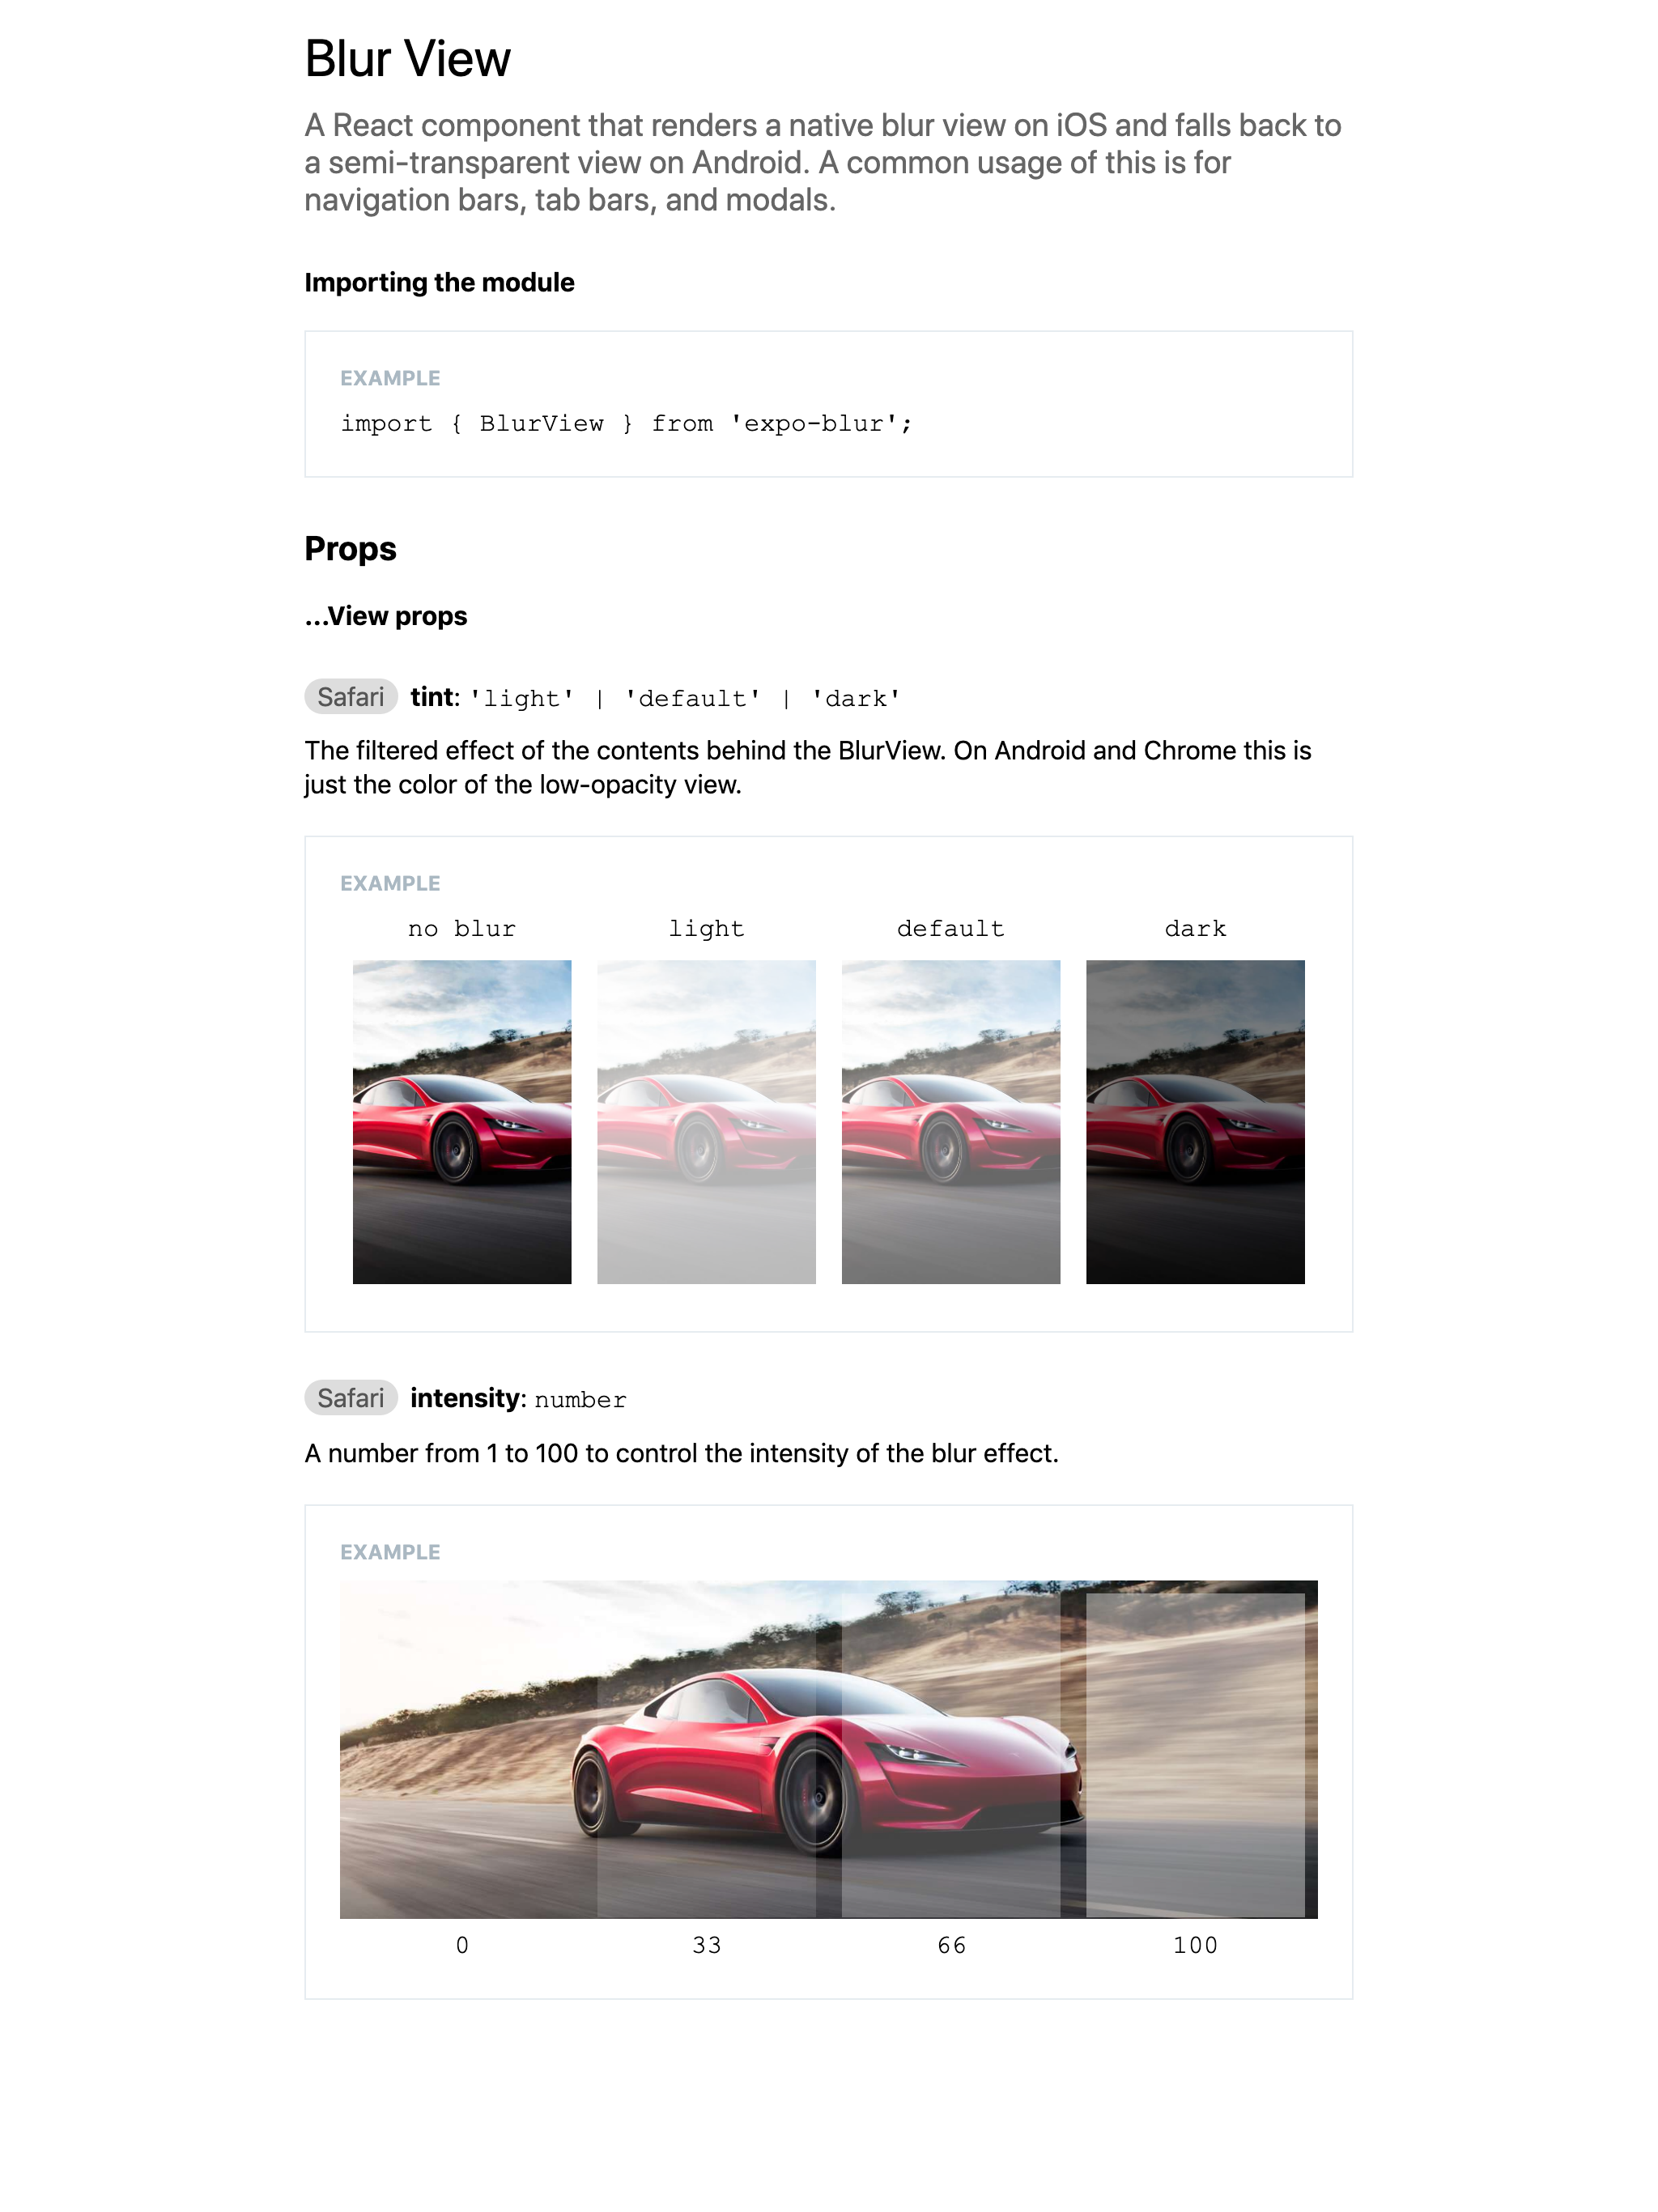 Blur View
A React component that renders a native blur view on iOS and falls back to
a semi-transparent view on Android. A common usage of this is for
navigation bars, tab bars, and modals.
Importing the module
EXAMPLE
import { BlurView } from 'expo-blur';
Props
...View props
Safari tint: 'light' | 'default' | 'dark'
The filtered effect of the contents behind the BlurView. On Android and Chrome this is
just the color of the low-opacity view.
EXAMPLE
no blur light default dark
Safari intensity: number
A number from 1 to 100 to control the intensity of the blur effect.
EXAMPLE
0 33 66 100